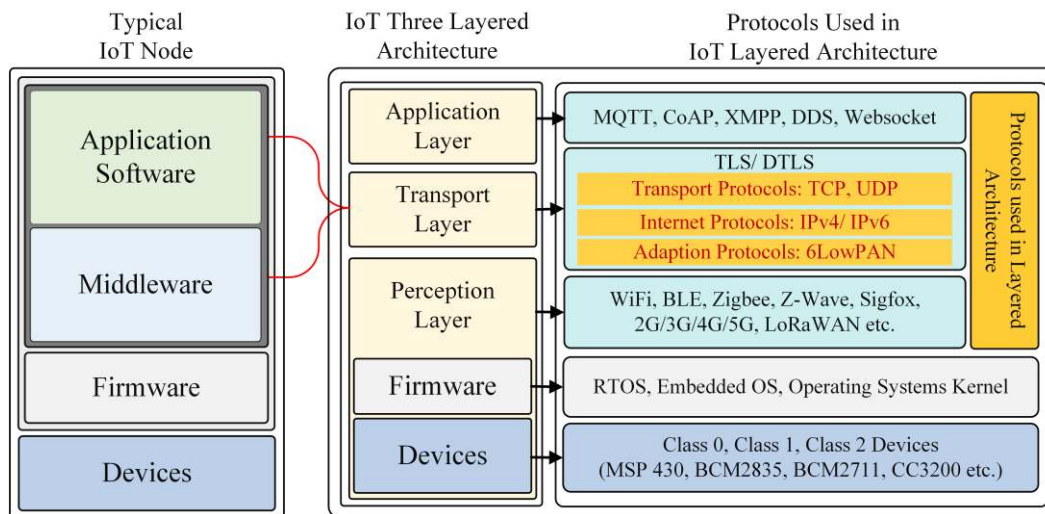 Typical
IoT Node
Application
Software
Middleware
Firmware
Devices
IoT Three Layered
Architecture
Application
Layer
Transport
Layer
Perception
Layer
Firmware
Devices
Protocols Used in
IoT Layered Architecture
MQTT, CoAP, XMPP, DDS, Websocket
TLS/ DTLS
Transport Protocols: TCP, UDP
Internet Protocols: IPv4/ IPv6
Adaption Protocols: 6LowPAN
WiFi, BLE, Zigbee, Z-Wave, Sigfox,
2G/3G/4G/5G, LoRaWAN etc.
RTOS, Embedded OS, Operating Systems Kernel
Class 0, Class 1, Class 2 Devices
(MSP 430, BCM2835, BCM2711, CC3200 etc.)
Protocols used in Layered
Architecture